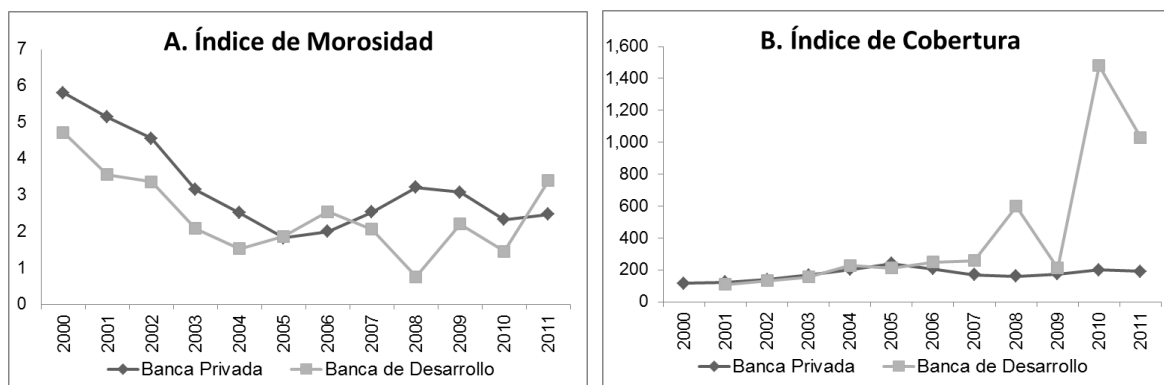 A. Índice de Morosidad
7
6
5
4
3
2
1
0
2000 2001 2002 2003 2004 2005 2006 2007 2008 2009 2010 2011
Banca Privada Banca de Desarrollo
B. Índice de Cobertura
1,600
1,400
1,200
1,000
800
600
400
200
0
2000 2001 2002 2003 2004 2005 2006 2007 2008 2009 2010 2011
Banca Privada Banca de Desarrollo